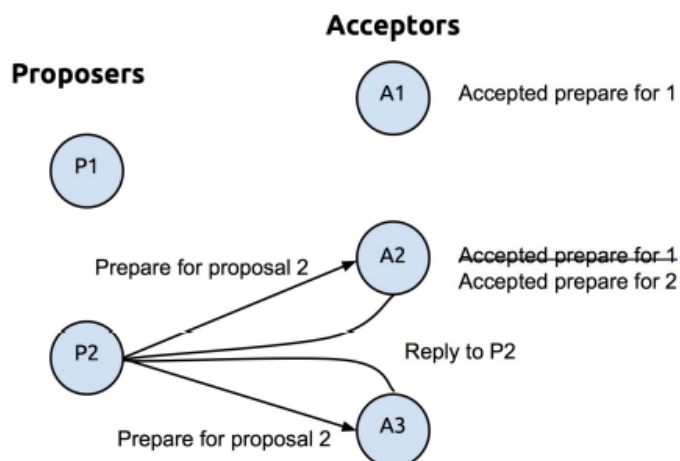 Acceptors
Proposers
A1
Accepted prepare for 1
P1
A2
Accepted prepare for 1
Accepted prepare for 2
Prepare for proposal 2
P2
Reply to P2
A3
Prepare for proposal 2